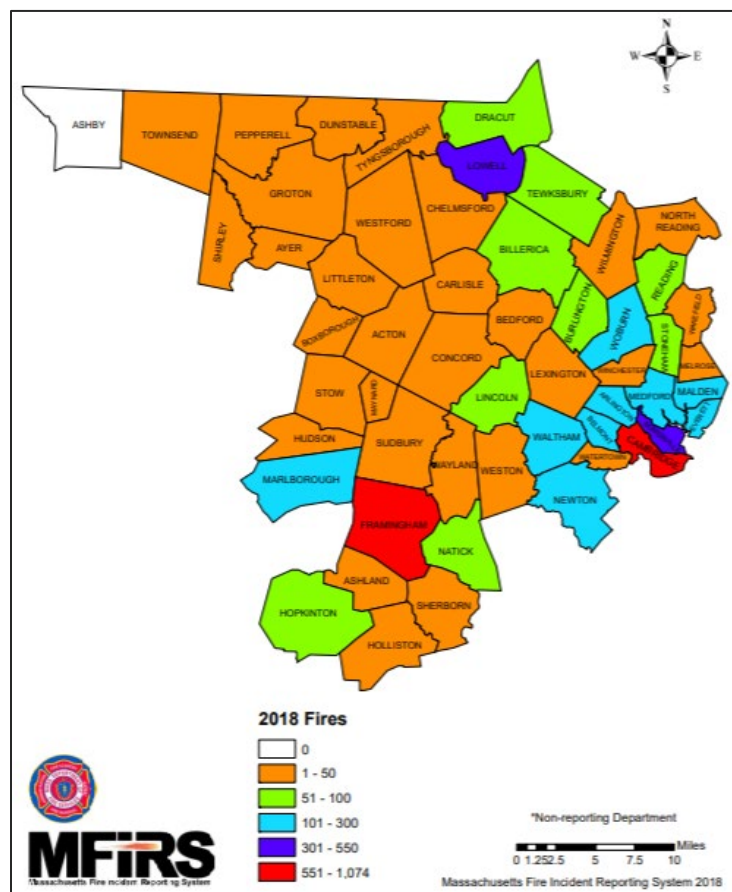 N
W
E
S
ASHBY
TOWNSEND
PEPPERELL
DUNSTABLE
TYNGSBOROUGH
DRACUT
LOWELL
TEWKSBURY
GROTON
WESTFORD
CHELMSFORD
SHIRLEY
AYER
LITTLETON
CARLISLE
BILLERICA
WILMINGTON
NORTH
READING
READING
WAKEFIELD
BURLINGTON
WOBURN
STONEHAM
BOXBOROUGH
ACTON
CONCORD
BEDFORD
LEXINGTON
WINCHESTER
MELROSE
MEDFORD
MALDEN
ARLINGTON
BELMONT
CAMBRIDGE
WATERTOWN
STOW
MAYNARD
LINCOLN
WALTHAM
HUDSON
SUDBURY
WAYLAND
WESTON
NEWTON
MARLBOROUGH
FRAMINGHAM
NATICK
ASHLAND
SHERBORN
HOPKINTON
HOLLISTON
2018 Fires
0
1 - 50
51 - 100
101 - 300
301 - 550
551 - 1,074
*Non-reporting Department
Miles
0 1.25 2.5 5 7.5 10
MFIRS
Massachusetts Fire Incident Reporting System
Massachusetts Fire Incident Reporting System 2018